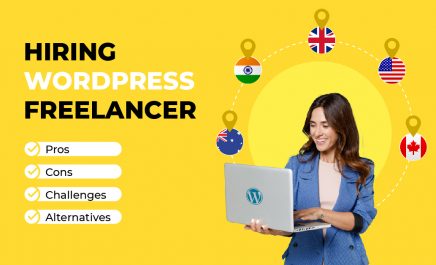 HIRING
WORDPRESS
FREELANCER
Pros
Cons
Challenges
Alternatives